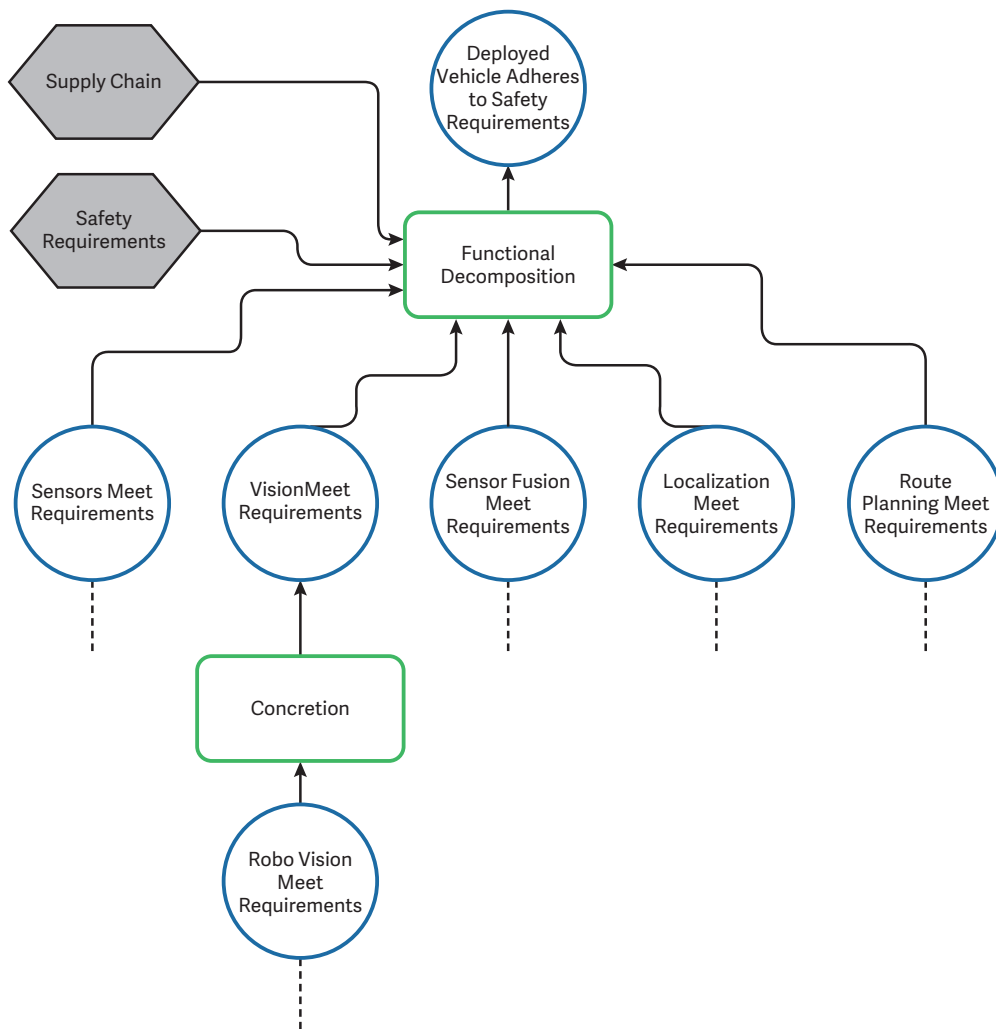 Supply Chain
Deployed
Vehicle Adheres
to Safety
Requirements
Safety
Requirements
Functional
Decomposition
Sensors Meet
Requirements
VisionMeet
Requirements
Sensor Fusion
Meet
Requirements
Localization
Meet
Requirements
Route
Planning Meet
Requirements
Concretion
Robo Vision
Meet
Requirements